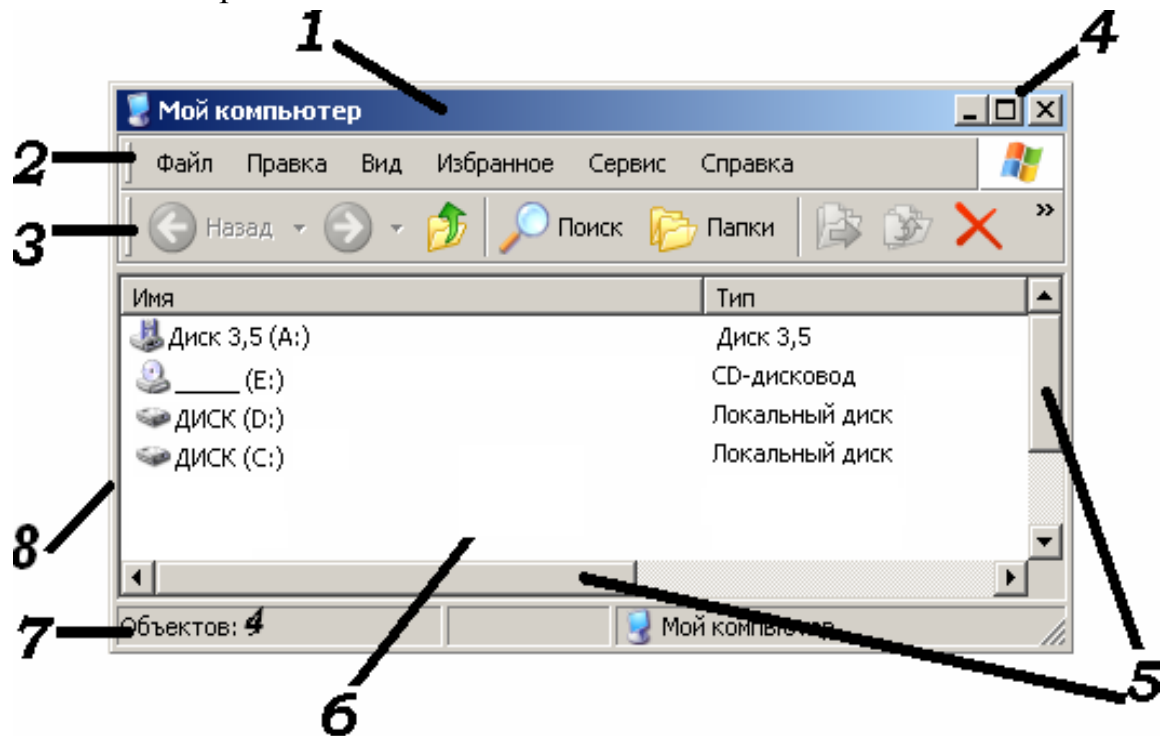 1 4
Мой компьютер
2 Файл Правка Вид Избранное Сервис Справка
3 Назад Поиск Папки »
Имя Тип
Диск 3,5 (A:) Диск 3,5
_____ (E:) CD-дисковод
ДИСК (D:) Локальный диск
ДИСК (C:) Локальный диск
8
7 Объектов: 4 Мой компьютер
6 5